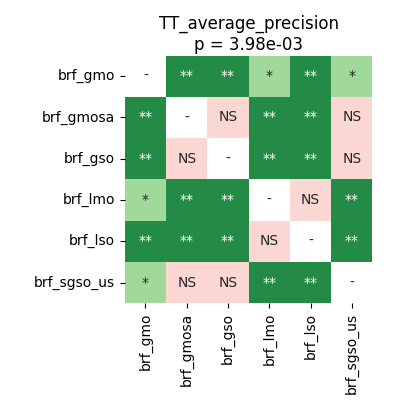 TT_average_precision
p = 3.98e-03
brf_gmo - ** ** * ** *
brf_gmosa ** - NS ** ** NS
brf_gso ** NS - ** ** NS
brf_lmo * ** ** - NS **
brf_lso ** ** ** NS - **
brf_sgso_us * NS NS ** ** -
brf_gmo brf_gmosa brf_gso brf_lmo brf_lso brf_sgso_us